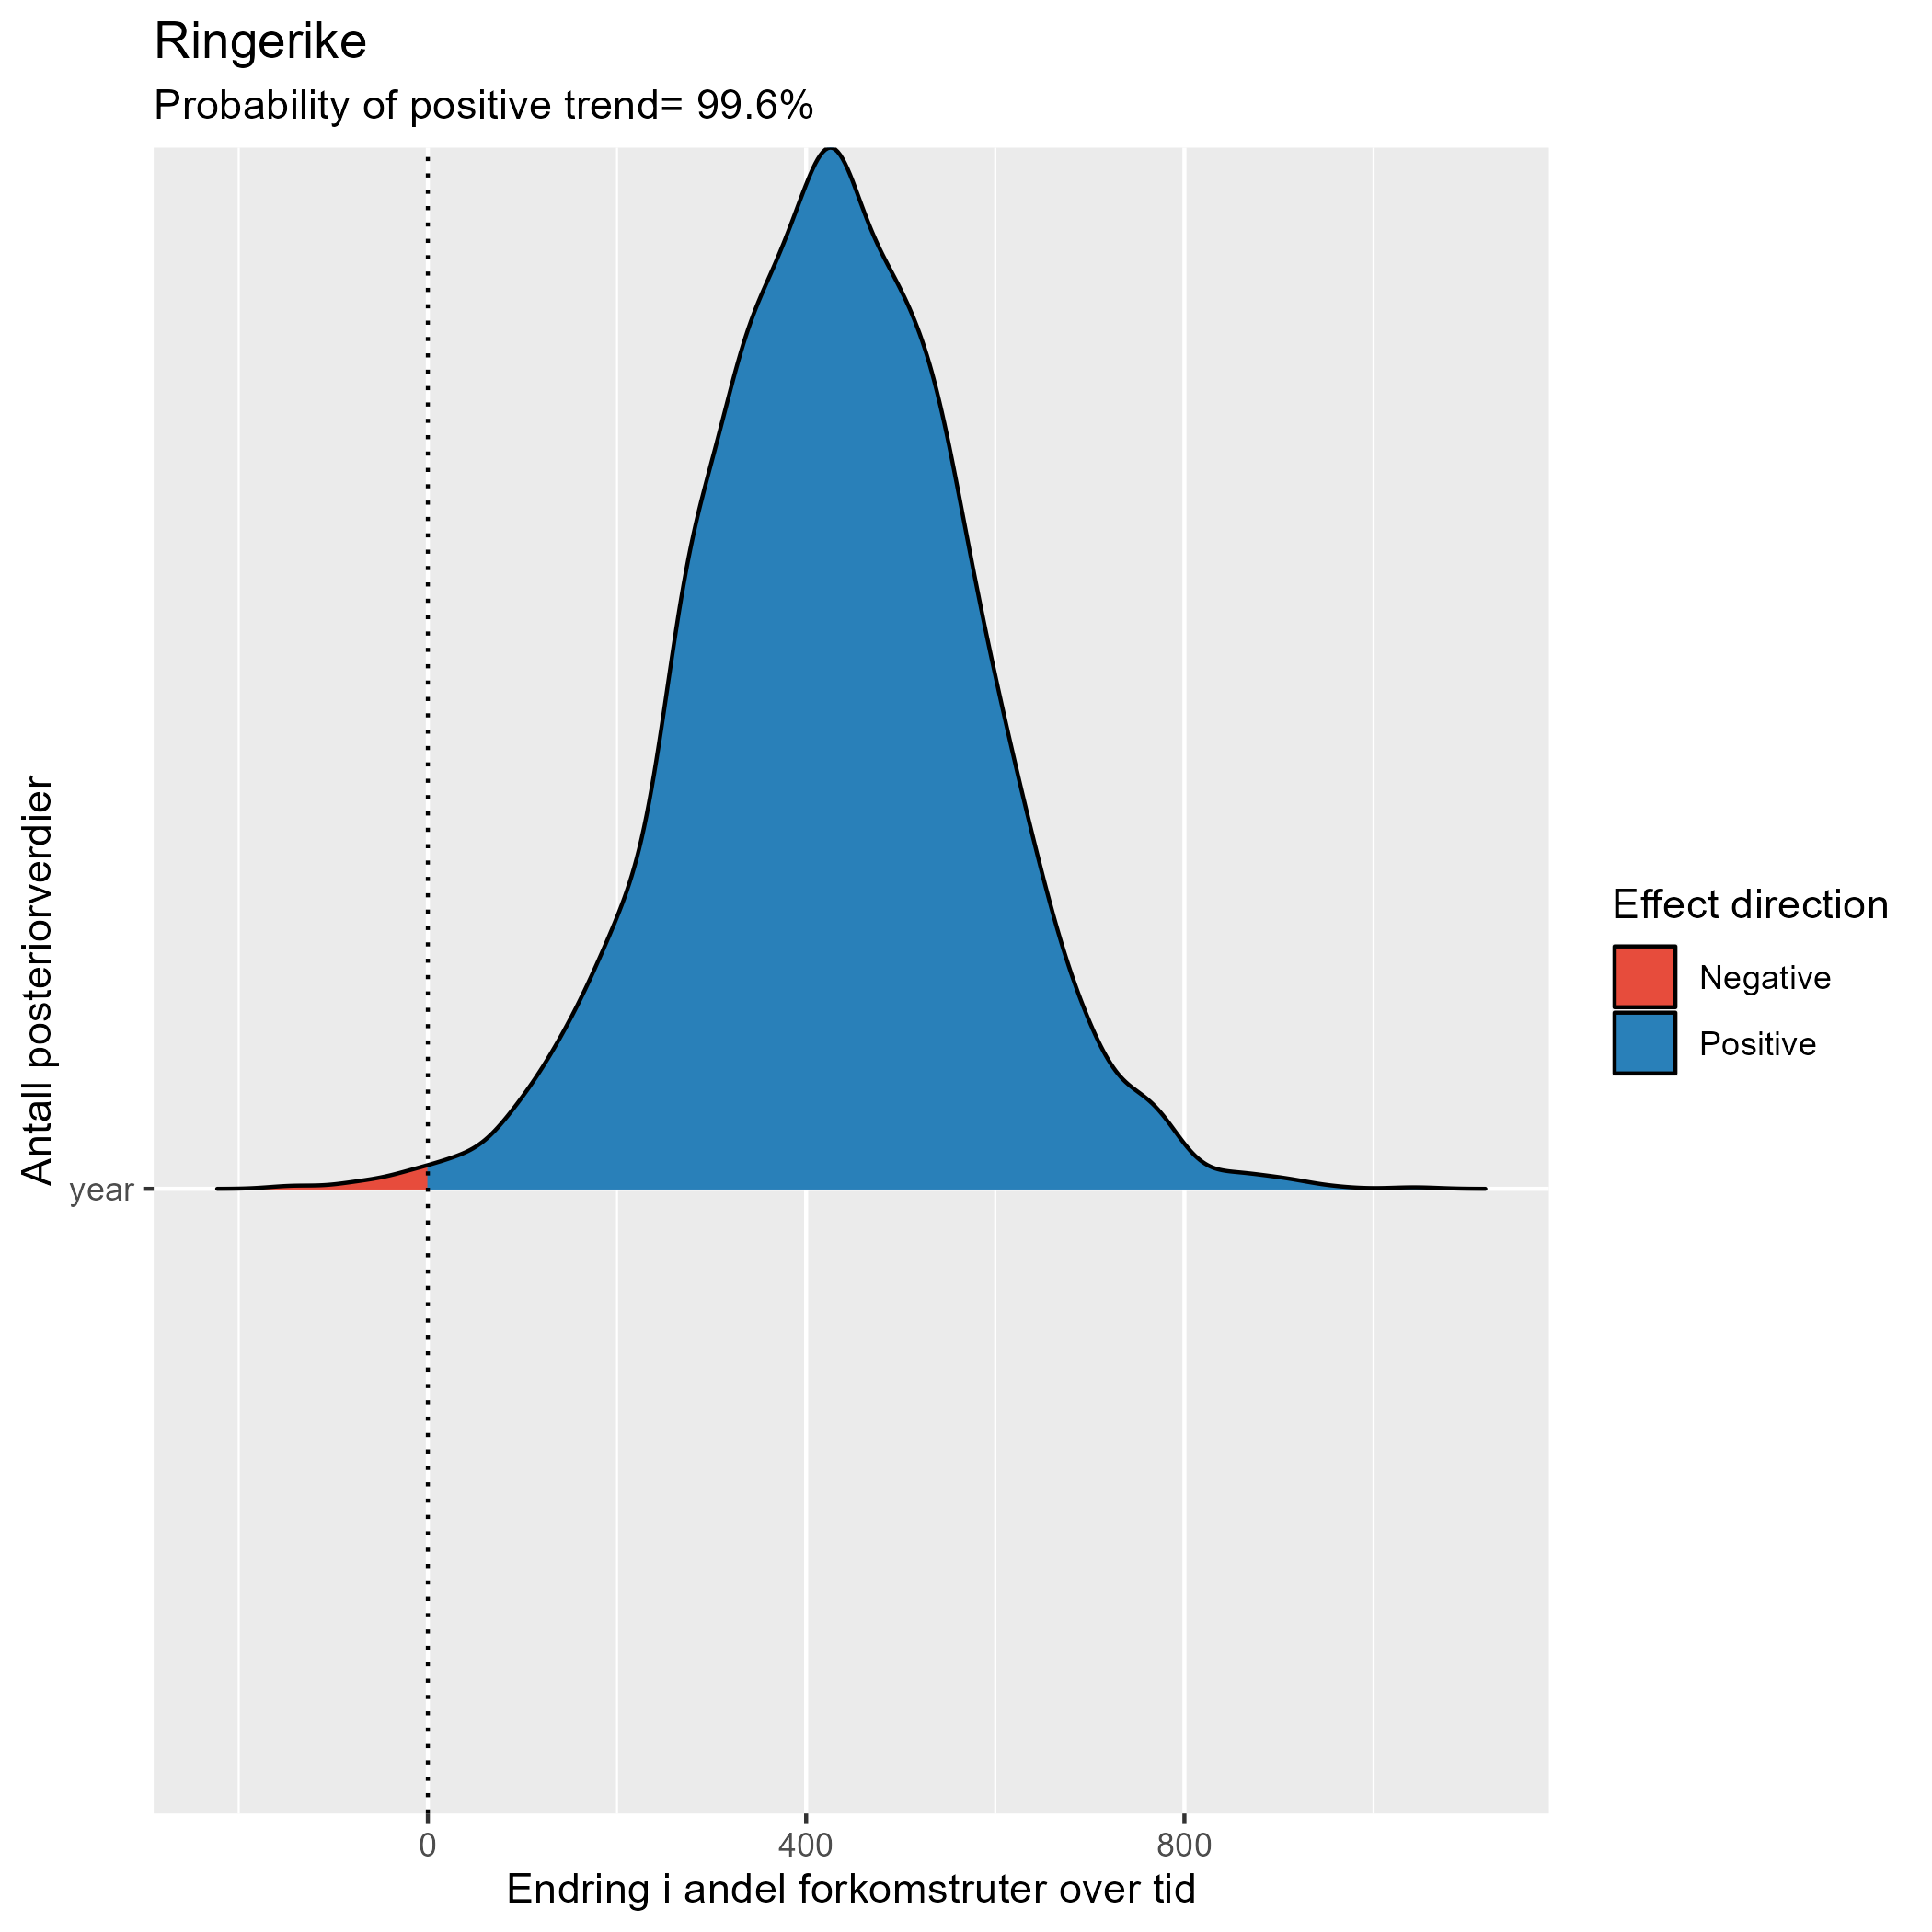 Ringerike
Probability of positive trend= 99.6%
Antall posteriorverdier
year
0
400
800
Endring i andel forkomstruter over tid
Effect direction
Negative
Positive